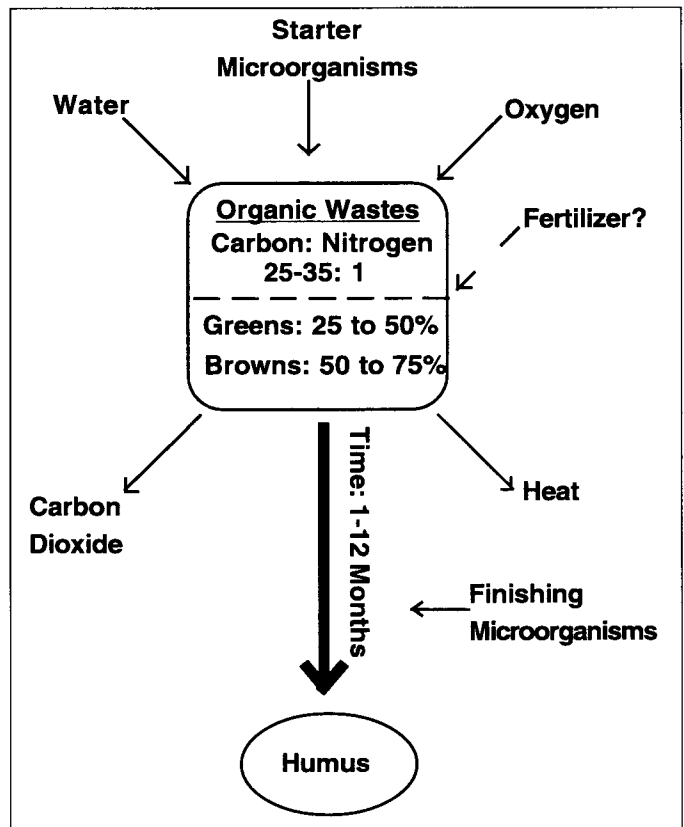 Starter
Microorganisms
Water
Oxygen
Organic Wastes
Carbon: Nitrogen
25-35: 1
Fertilizer?
Greens: 25 to 50%
Browns: 50 to 75%
Time: 1-12 Months
Carbon
Dioxide
Heat
Finishing
Microorganisms
Humus